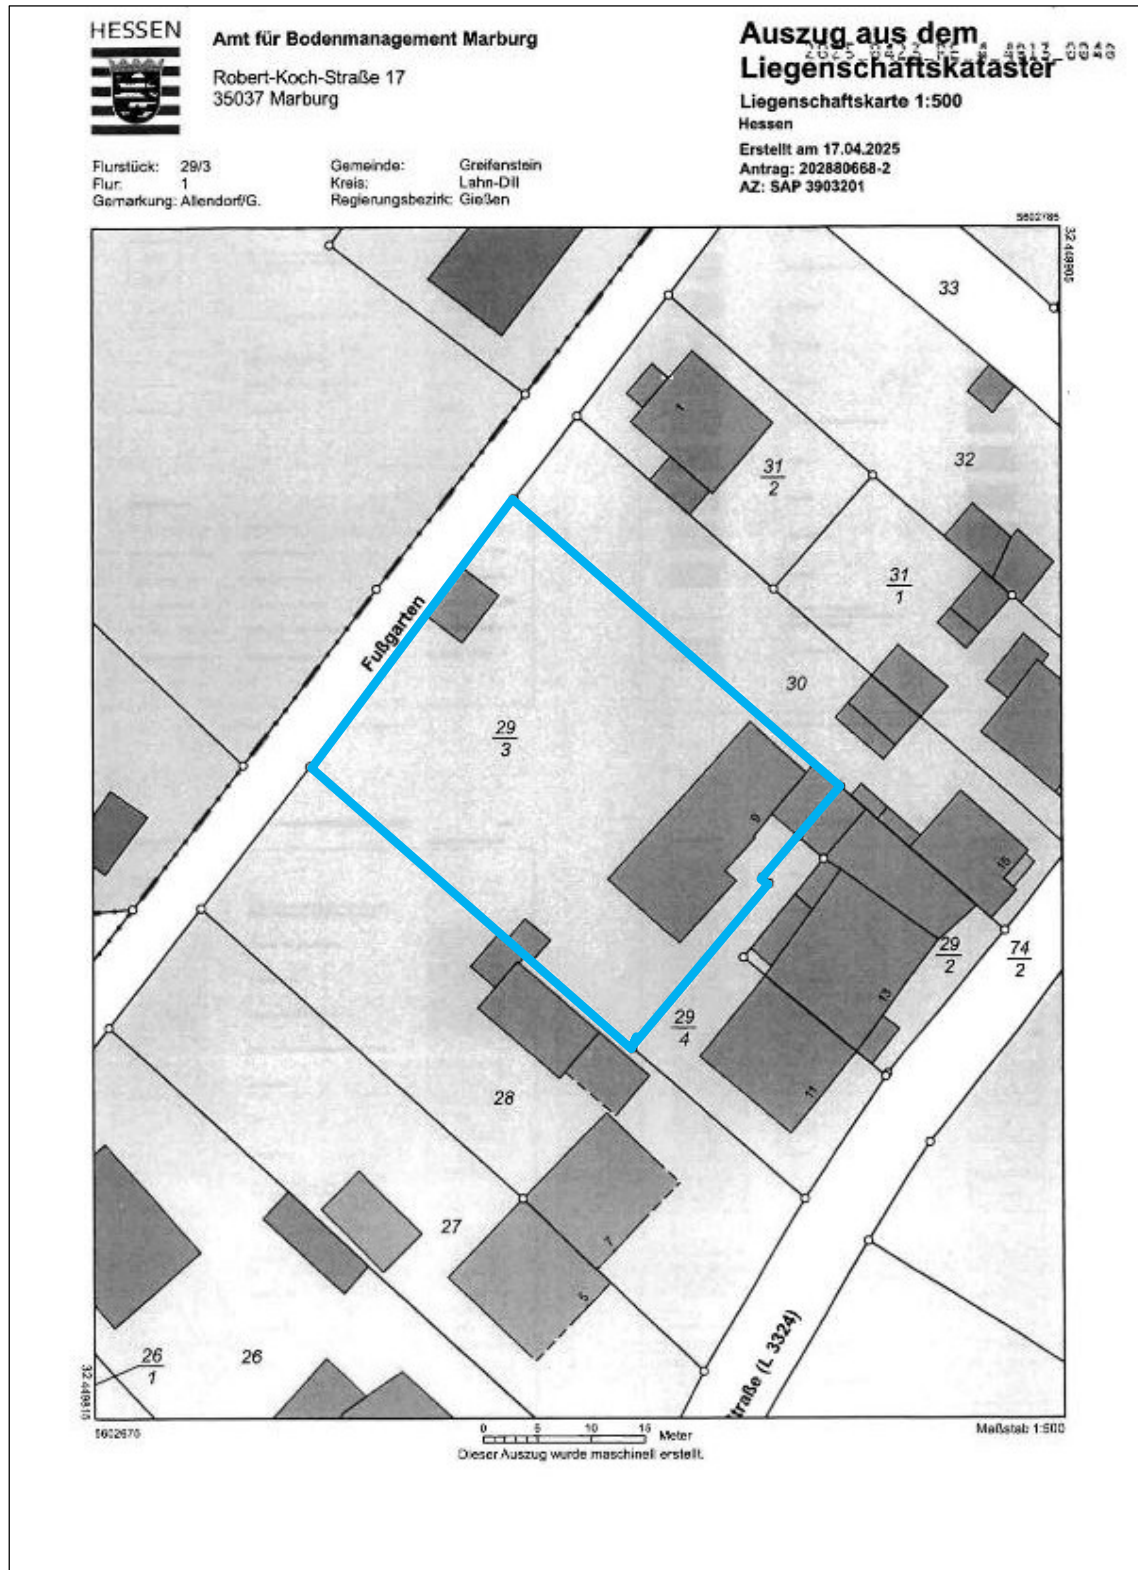 HESSEN
Amt für Bodenmanagement Marburg
Robert-Koch-Straße 17
35037 Marburg
Auszug aus dem
Liegenschaftskataster
Liegenschaftskarte 1:500
Hessen
Erstellt am 17.04.2025
Antrag: 202880668-2
AZ: SAP 3903201
Flurstück: 29/3
Flur: 1
Gemarkung: Allendorf/G.
Gemeinde: Greifenstein
Kreis: Lahn-Dill
Regierungsbezirk: Gießen
5602785
33
1
31
2
32
31
1
Fußgarten
30
29
3
9
15
29
2
74
2
13
29
4
11
28
27
7
5
26
1
26
traße (L 3324)
5602670
0 5 10 15 Meter
Maßstab 1:500
Dieser Auszug wurde maschinell erstellt.